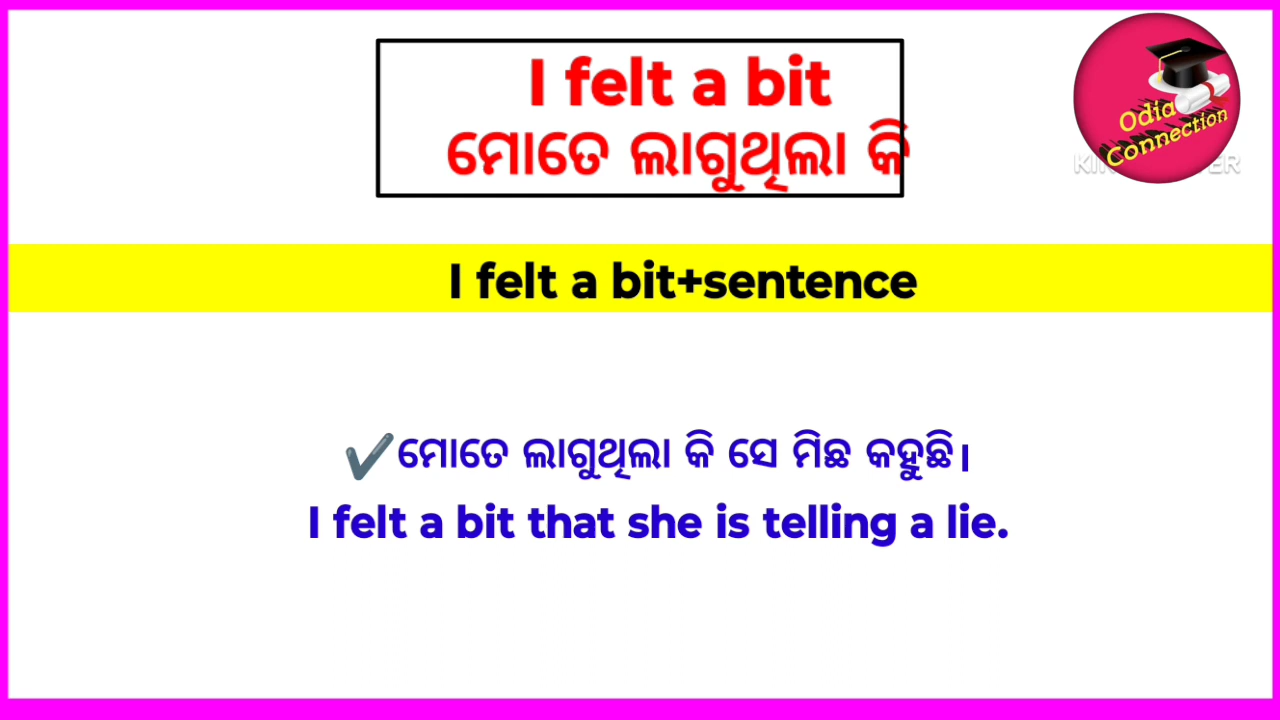 I felt a bit
ମୋତେ ଲାଗୁଥିଲା କି
Odia
Connection
I felt a bit+sentence
✔ମୋତେ ଲାଗୁଥିଲା କି ସେ ମିଛ କହୁଛି।
I felt a bit that she is telling a lie.